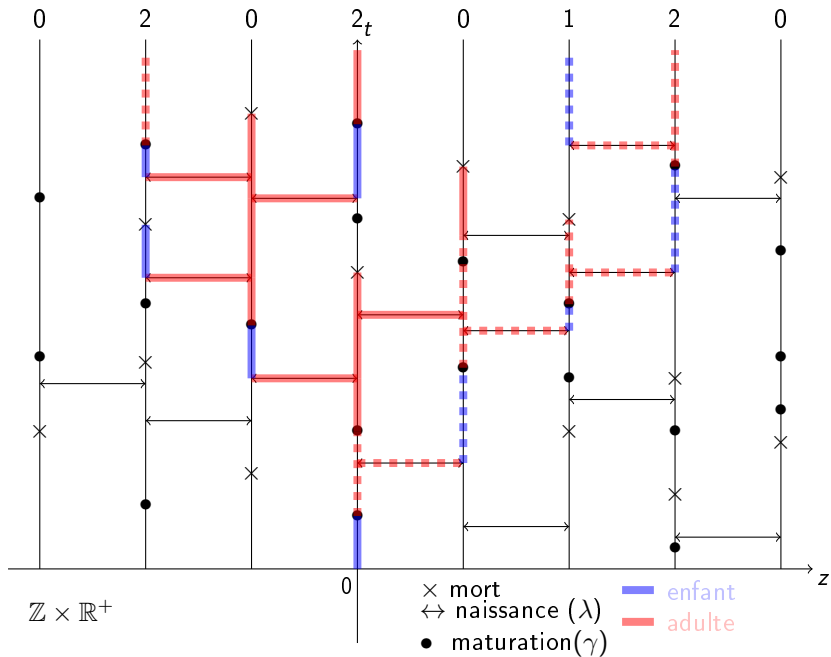 0 2 0 2 0 1 2 0
t
0
z
ℤ × ℝ⁺
× mort
↔ naissance (λ)
● maturation(γ)
enfant
adulte